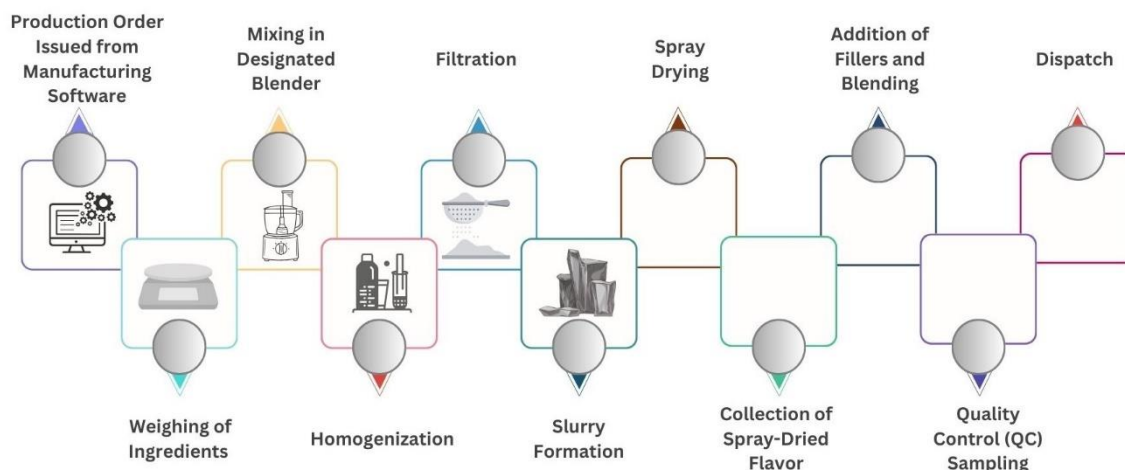 Production Order
Issued from
Manufacturing
Software
Weighing of
Ingredients
Mixing in
Designated
Blender
Homogenization
Filtration
Slurry
Formation
Spray
Drying
Collection of
Spray-Dried
Flavor
Addition of
Fillers and
Blending
Quality
Control (QC)
Sampling
Dispatch